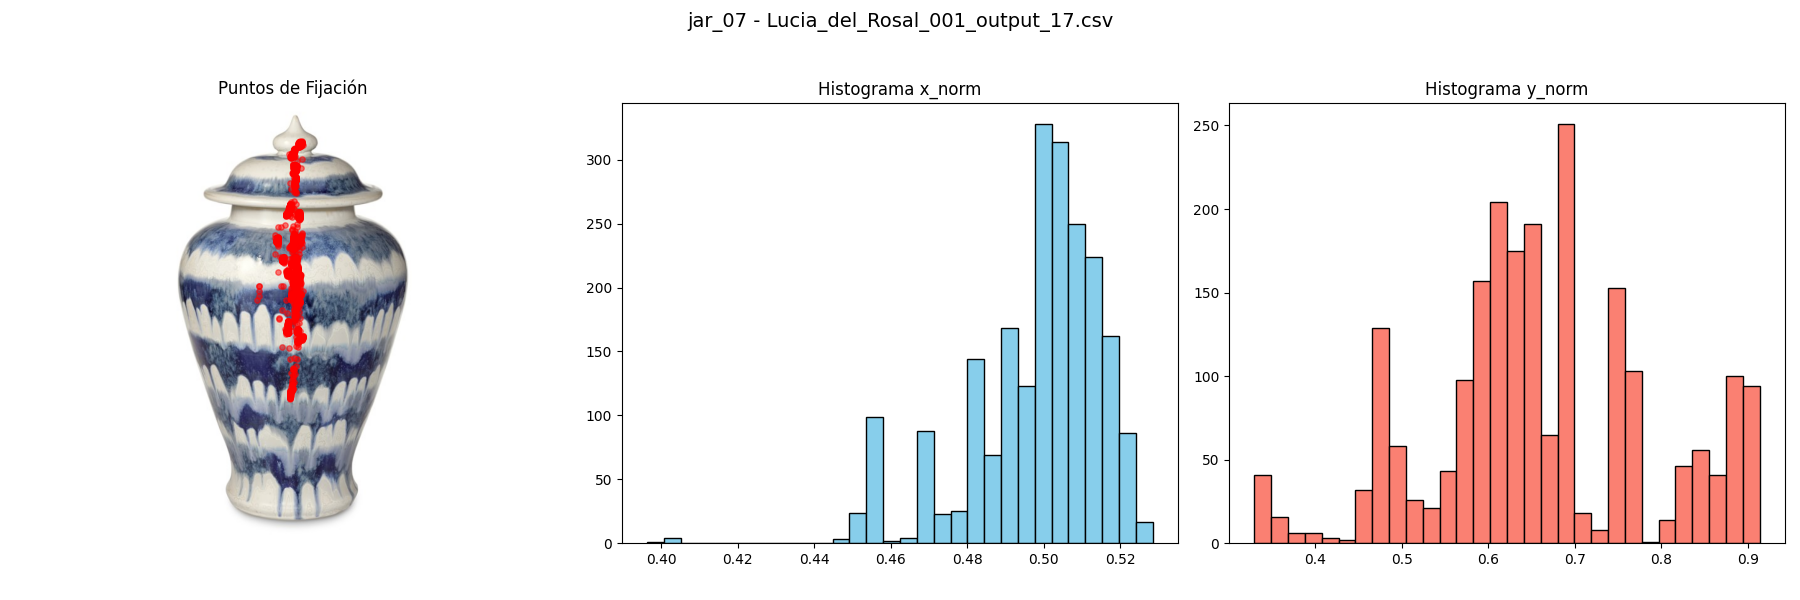 jar_07 - Lucia_del_Rosal_001_output_17.csv
Puntos de Fijación
Histograma x_norm
300
250
200
150
100
50
0
0.40 0.42 0.44 0.46 0.48 0.50 0.52
Histograma y_norm
250
200
150
100
50
0
0.4 0.5 0.6 0.7 0.8 0.9